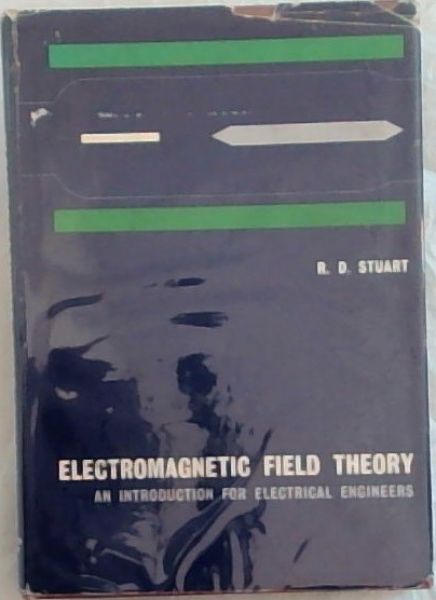 R. D. STUART
ELECTROMAGNETIC FIELD THEORY
AN INTRODUCTION FOR ELECTRICAL ENGINEERS